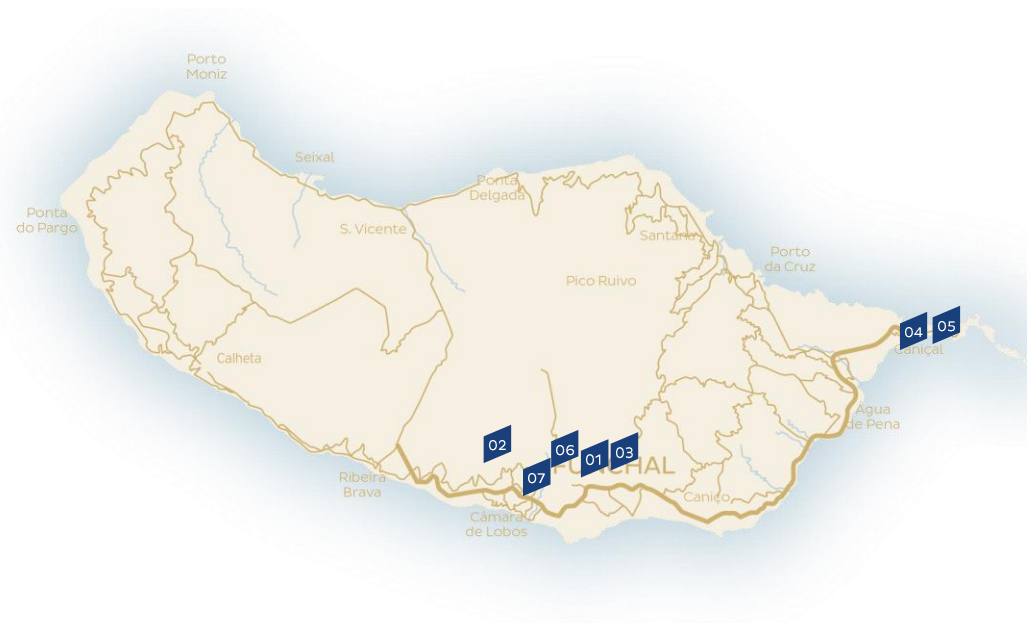 Porto
Moniz
Seixal
Ponta
Delgada
Ponta
do Pargo
S. Vicente
Santana
Porto
da Cruz
Pico Ruivo
04
05
Caniçal
Calheta
Água
de Pena
02
06
01
03
FUNCHAL
07
Ribeira
Brava
Caniço
Câmara
de Lobos